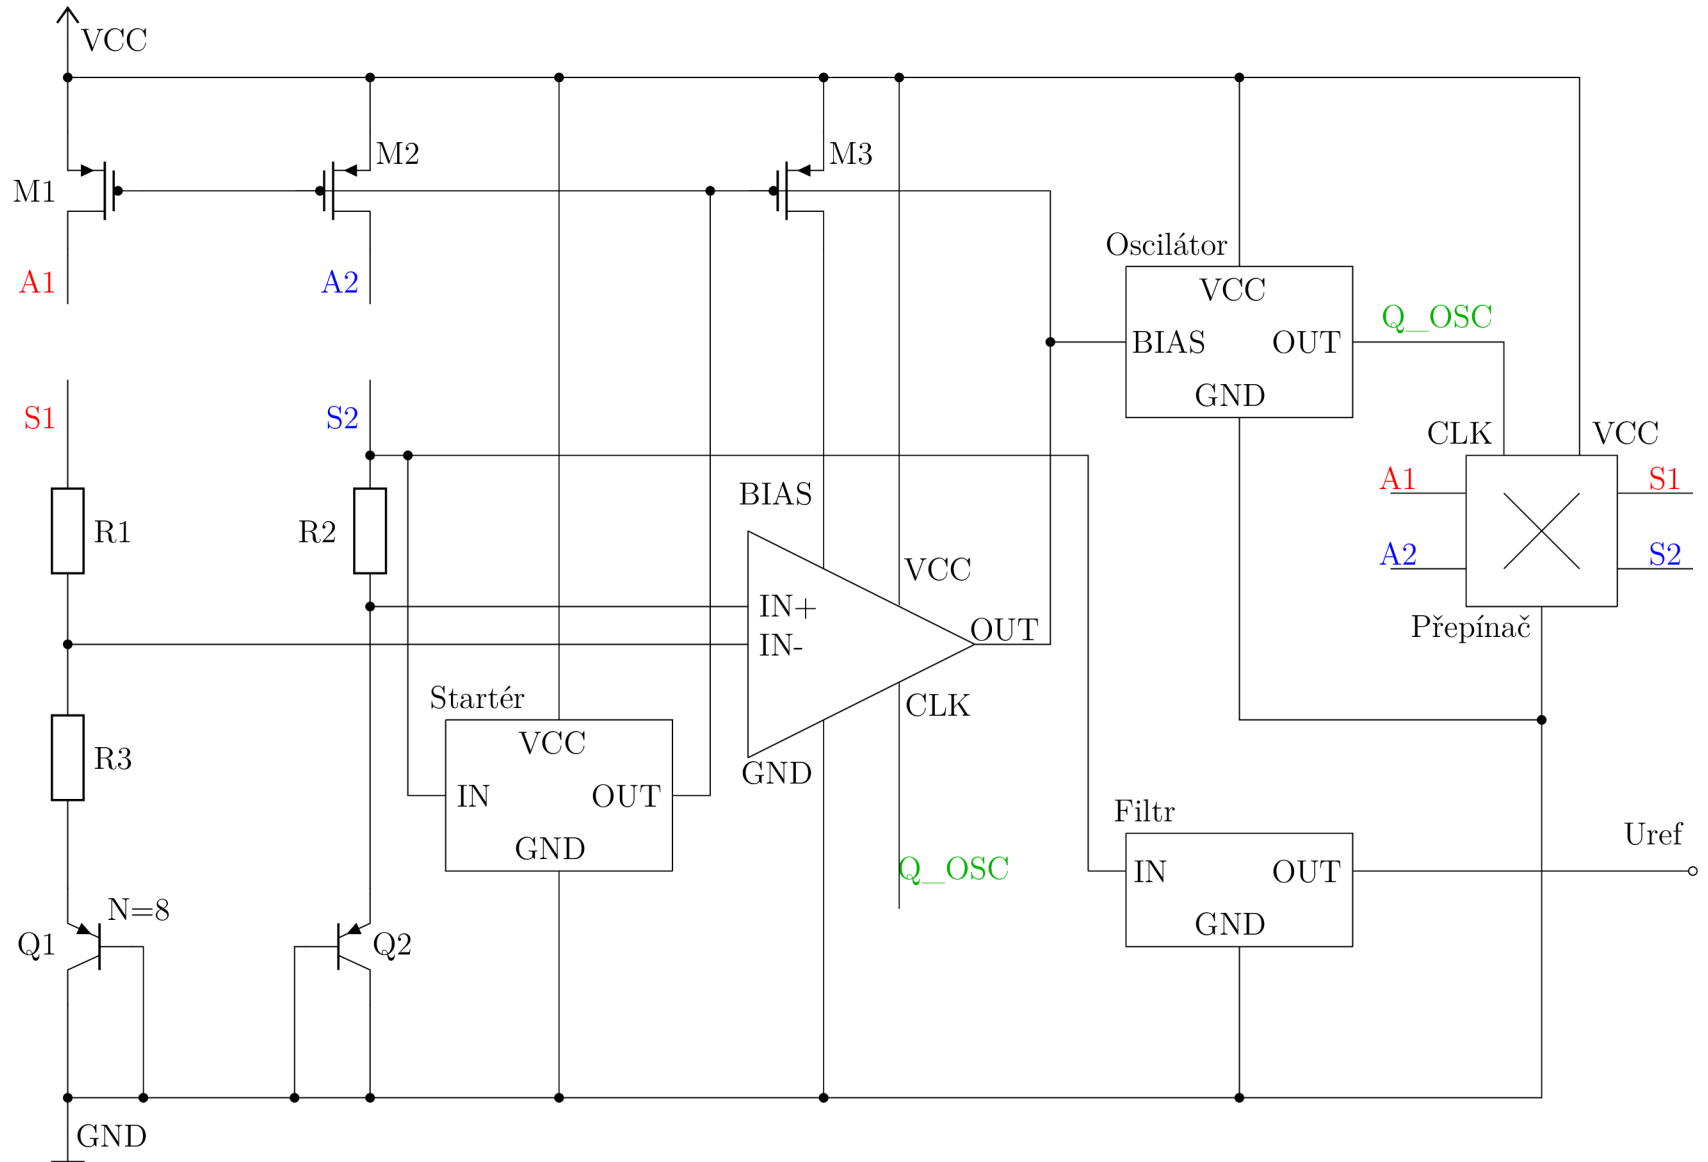 VCC
M1
M2
M3
A1
A2
S1
S2
R1
R2
R3
N=8
Q1
Q2
GND
Startér
VCC
IN
OUT
GND
BIAS
VCC
IN+
IN-
OUT
CLK
GND
Q_OSC
Oscilátor
VCC
BIAS
OUT
GND
Q_OSC
CLK
VCC
A1
S1
A2
S2
Přepínač
Filtr
IN
OUT
GND
Uref